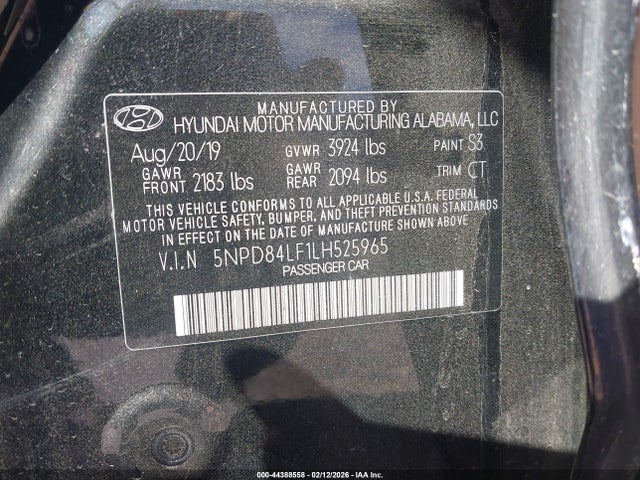 MANUFACTURED BY
HYUNDAI MOTOR MANUFACTURING ALABAMA, LLC
Aug/20/19 GVWR 3924 lbs PAINT S3
GAWR FRONT 2183 lbs GAWR REAR 2094 lbs TRIM CT
THIS VEHICLE CONFORMS TO ALL APPLICABLE U.S.A. FEDERAL
MOTOR VEHICLE SAFETY, BUMPER, AND THEFT PREVENTION STANDARDS
IN EFFECT ON THE DATE OF MANUFACTURE SHOWN ABOVE.
V.I.N 5NPD84LF1LH525965
PASSENGER CAR
000-44388558 - 02/12/2026 - IAA Inc.